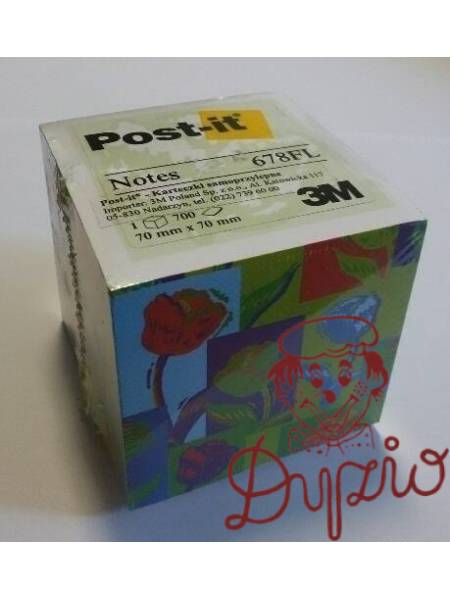 Post-it
Notes 678FL
Post-it® - Karteczki samoprzylepne
Importer: 3M Poland Sp. z o.o., Al. Katowicka 117
05-830 Nadarzyn, tel. (022) 739 60 00
3M
1 700
70 mm x 70 mm
Dyzio